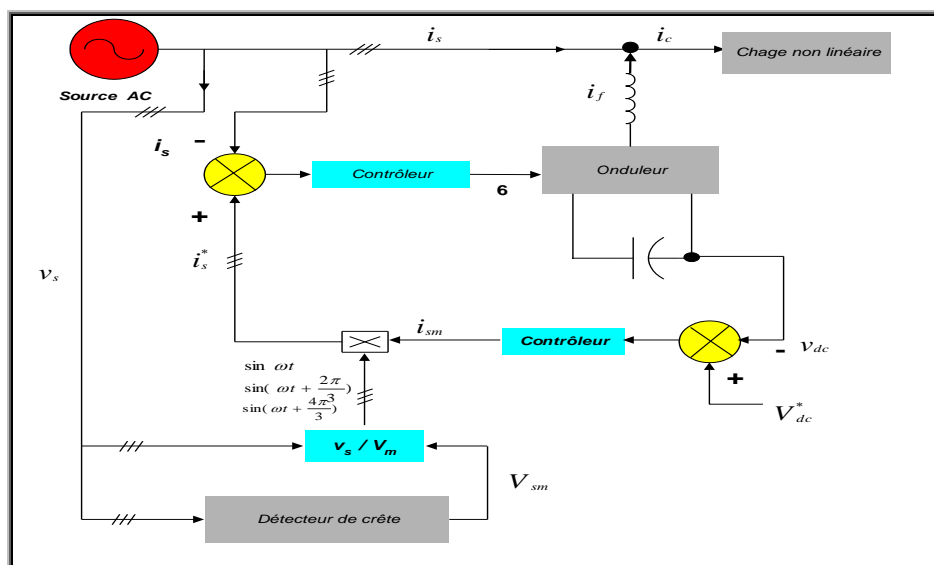 i_s
i_c
Chage non linéaire
Source AC
i_f
i_s
-
Contrôleur
6
Onduleur
+
i_s^*
v_s
i_sm
Contrôleur
-
v_dc
+
V_dc^*
sin ωt
sin( ωt + 2π/3)
sin( ωt + 4π/3)
v_s / V_m
V_sm
Détecteur de crête